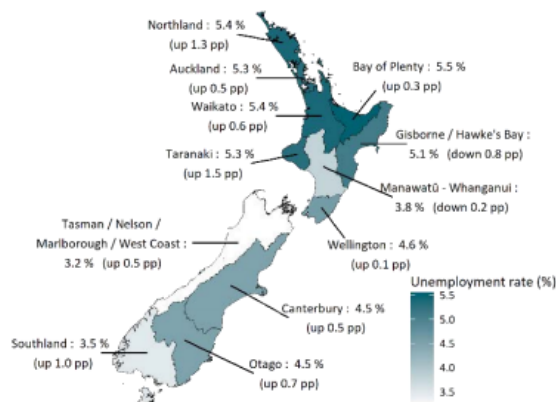 Northland : 5.4 %
(up 1.3 pp)
Auckland : 5.3 %
(up 0.5 pp)
Bay of Plenty : 5.5 %
(up 0.3 pp)
Waikato : 5.4 %
(up 0.6 pp)
Gisborne / Hawke's Bay :
5.1 % (down 0.8 pp)
Taranaki : 5.3 %
(up 1.5 pp)
Manawatū - Whanganui :
3.8 % (down 0.2 pp)
Tasman / Nelson /
Marlborough / West Coast :
3.2 % (up 0.5 pp)
Wellington : 4.6 %
(up 0.1 pp)
Unemployment rate (%)
5.5
5.0
4.5
4.0
3.5
Canterbury : 4.5 %
(up 0.5 pp)
Southland : 3.5 %
(up 1.0 pp)
Otago : 4.5 %
(up 0.7 pp)